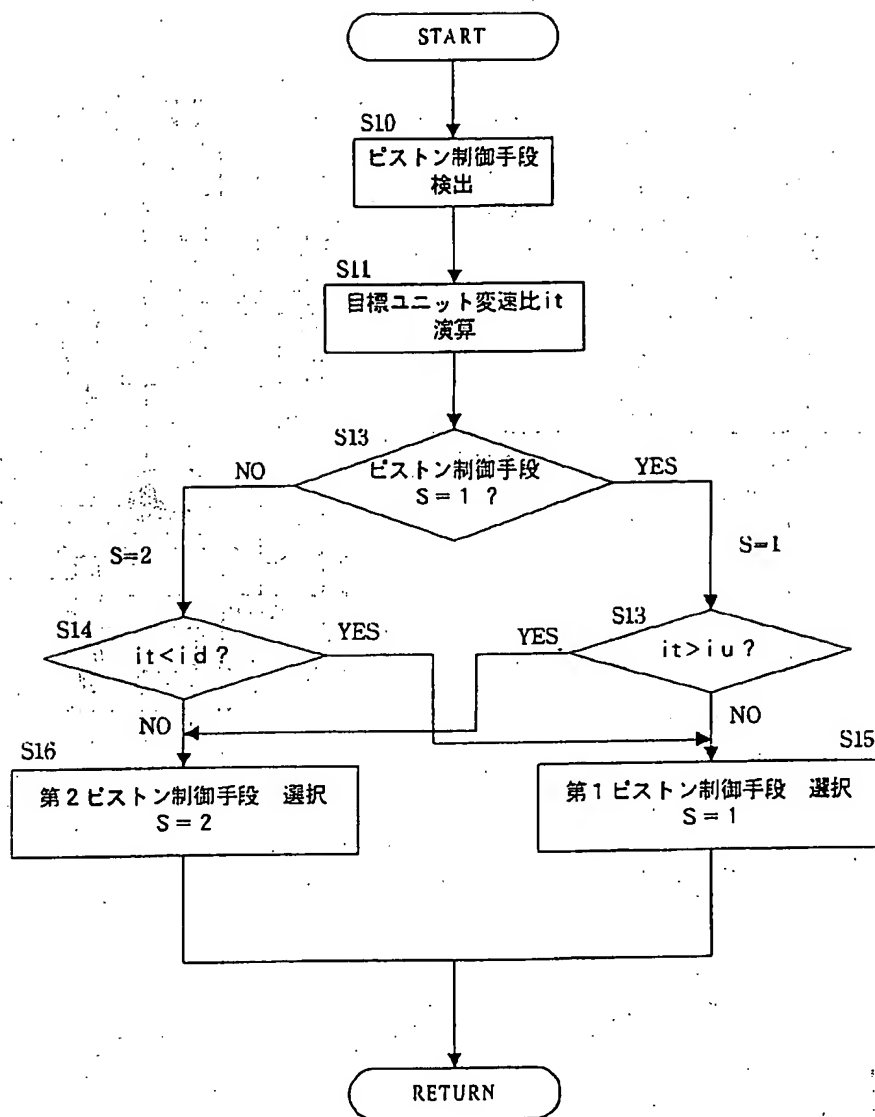 START
S10
ピストン制御手段
検出
S11
目標ユニット変速比it
演算
S13
ピストン制御手段
S=1?
NO
YES
S=2
S=1
S14
it<id?
YES
YES
S13
it>iu?
NO
NO
S16
第2ピストン制御手段 選択
S=2
S15
第1ピストン制御手段 選択
S=1
RETURN